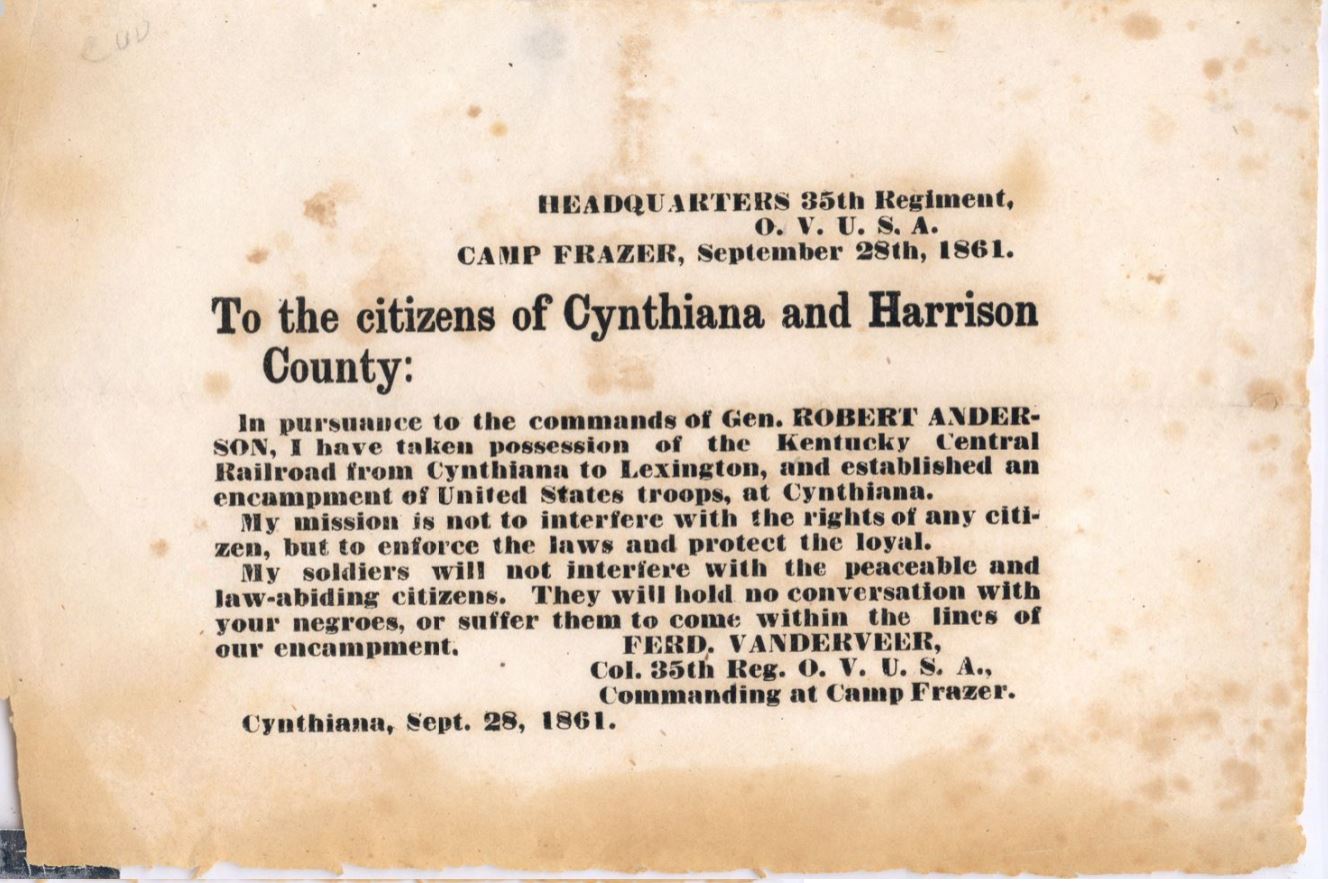 HEADQUARTERS 35th Regiment,
O. V. U. S. A.
CAMP FRAZER, September 28th, 1861.
To the citizens of Cynthiana and Harrison
County:
In pursuance to the commands of Gen. ROBERT ANDER-
SON, I have taken possession of the Kentucky Central
Railroad from Cynthiana to Lexington, and established an
encampment of United States troops, at Cynthiana.
My mission is not to interfere with the rights of any citi-
zen, but to enforce the laws and protect the loyal.
My soldiers will not interfere with the peaceable and
law-abiding citizens. They will hold no conversation with
your negroes, or suffer them to come within the lines of
our encampment. FERD. VANDERVEER,
Col. 35th Reg. O. V. U. S. A.,
Commanding at Camp Frazer.
Cynthiana, Sept. 28, 1861.